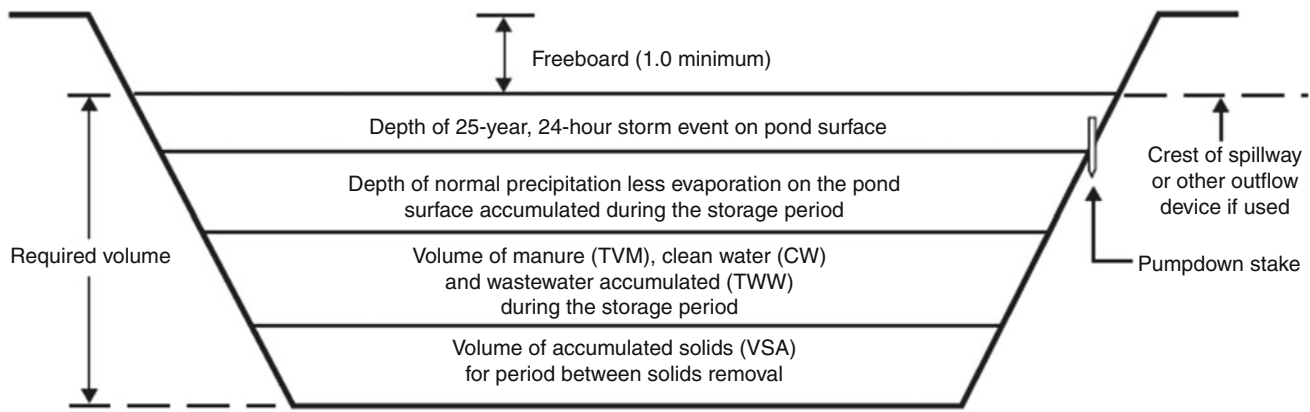 Freeboard (1.0 minimum)
Depth of 25-year, 24-hour storm event on pond surface
Depth of normal precipitation less evaporation on the pond
surface accumulated during the storage period
Volume of manure (TVM), clean water (CW)
and wastewater accumulated (TWW)
during the storage period
Volume of accumulated solids (VSA)
for period between solids removal
Required volume
Crest of spillway
or other outflow
device if used
Pumpdown stake